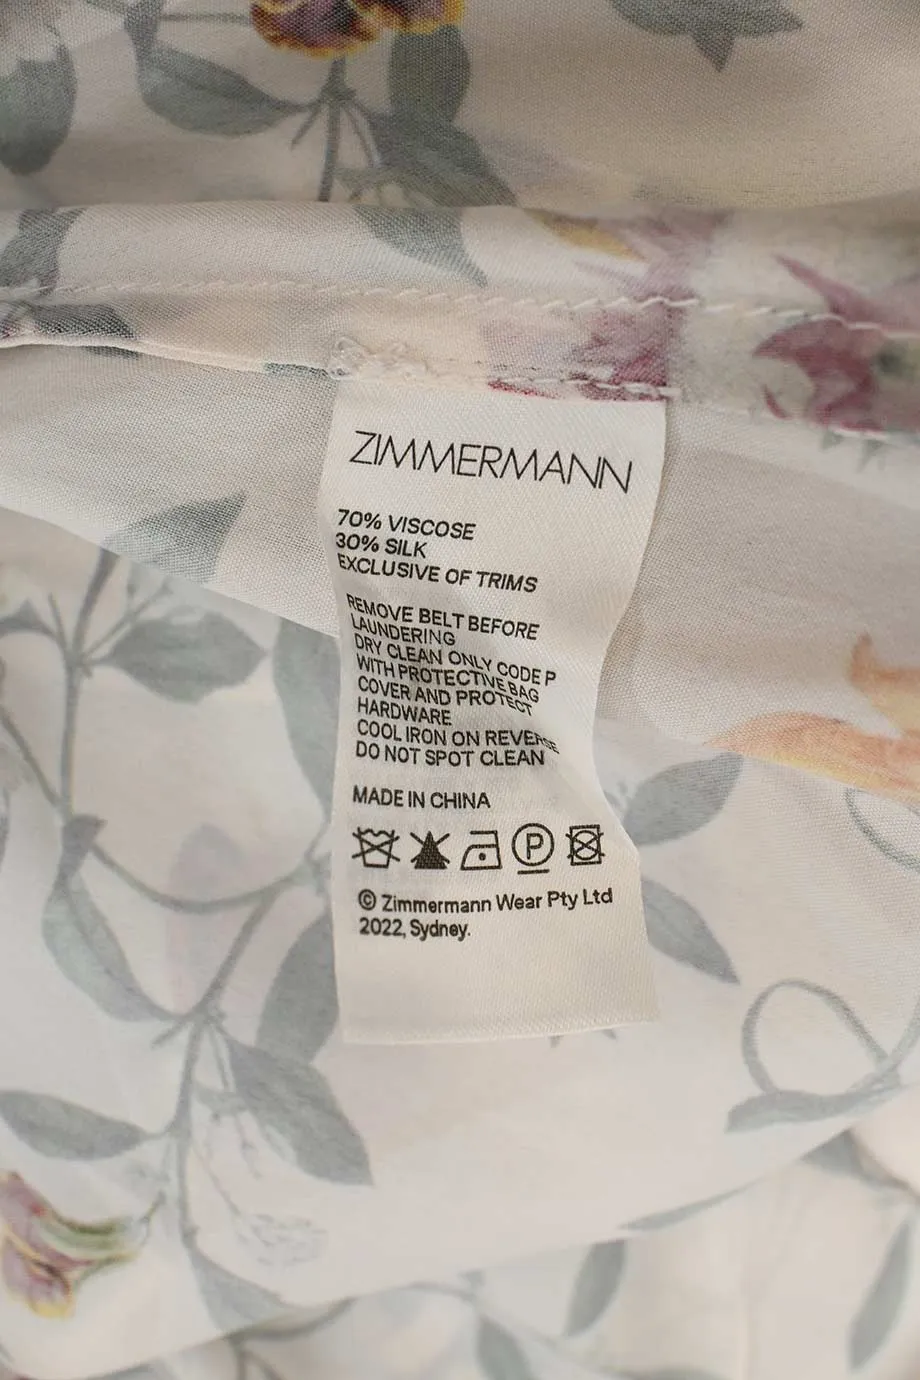 ZIMMERMANN
70% VISCOSE
30% SILK
EXCLUSIVE OF TRIMS
REMOVE BELT BEFORE
LAUNDERING
DRY CLEAN ONLY CODE P
WITH PROTECTIVE BAG
COVER AND PROTECT
HARDWARE
COOL IRON ON REVERSE
DO NOT SPOT CLEAN
MADE IN CHINA
P
© Zimmermann Wear Pty Ltd
2022, Sydney.